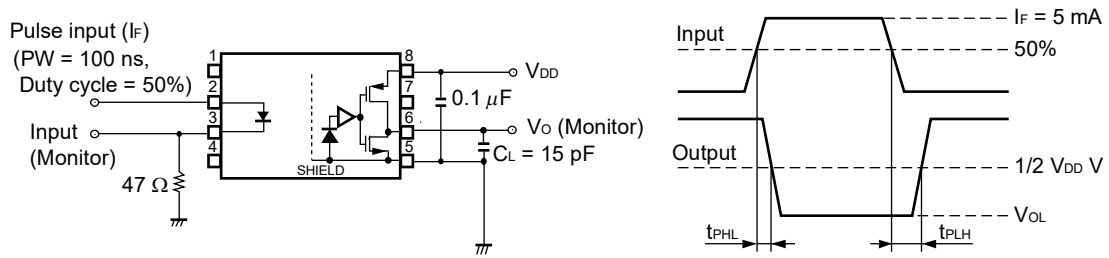 Pulse input (IF)
(PW = 100 ns,
Duty cycle = 50%)
Input
(Monitor)
47 Ω
1
2
3
4
SHIELD
8
7
6
5
VDD
0.1 μF
VO (Monitor)
CL = 15 pF
Input
IF = 5 mA
50%
Output
1/2 VDD V
VOL
tPHL
tPLH